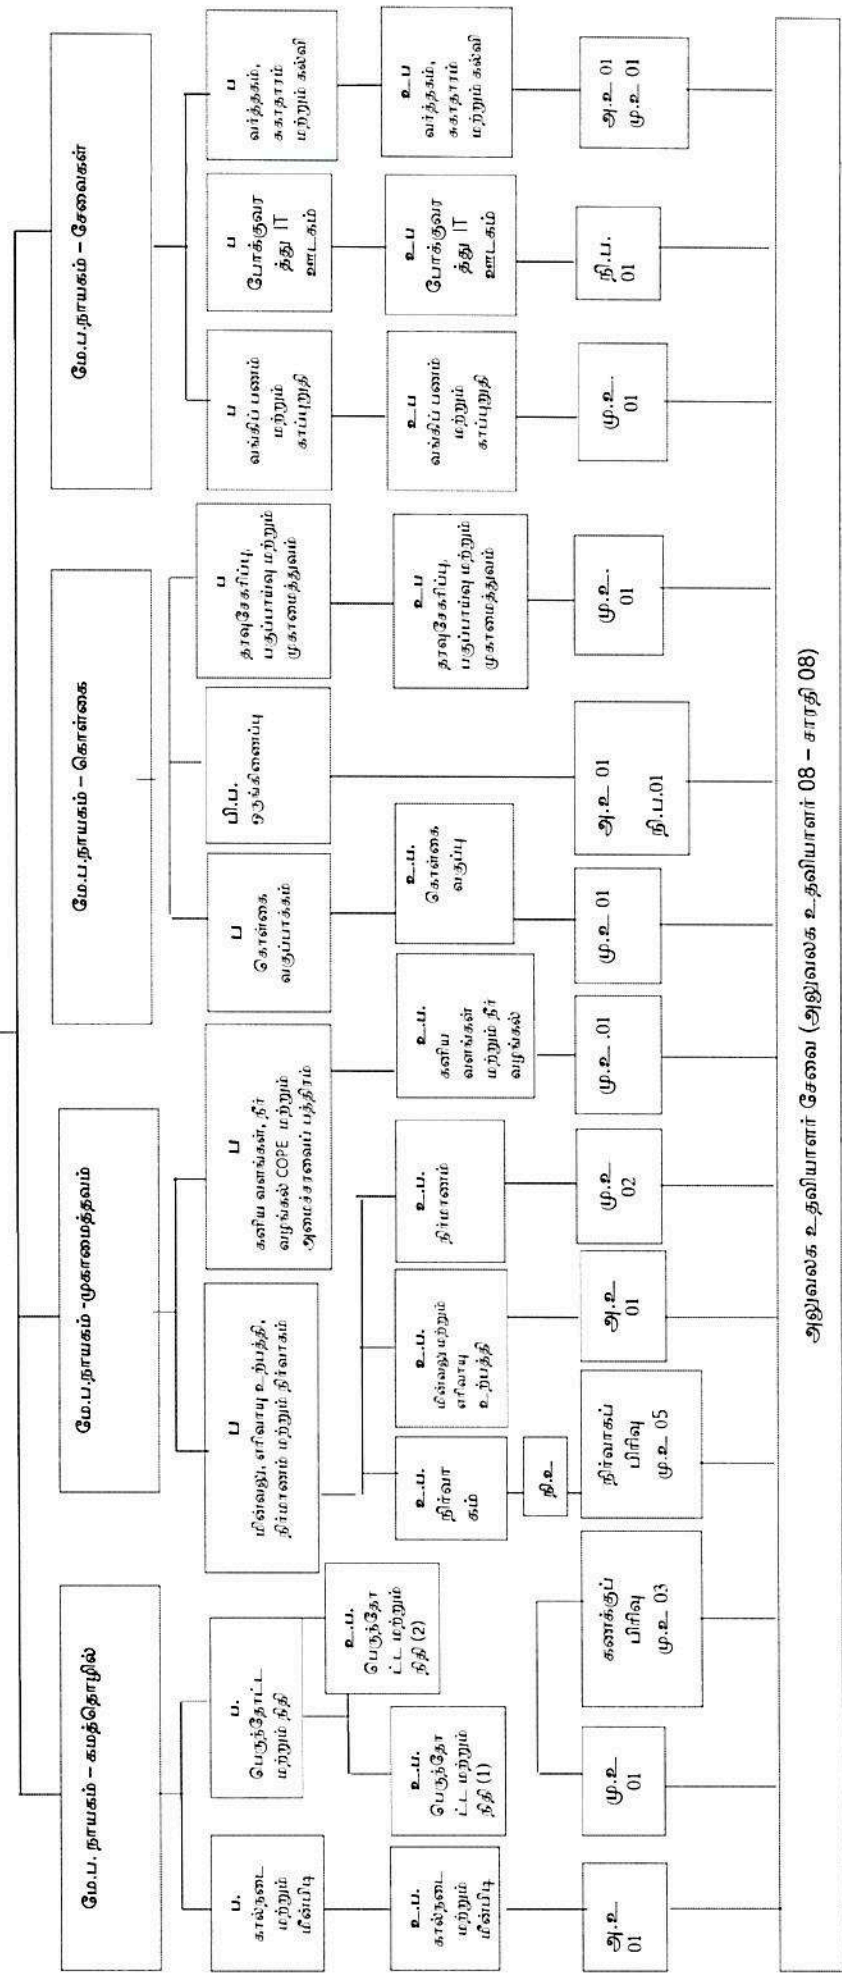 மே.ப. நாயகம் – கமத்தொழில்
மே.ப.நாயகம் -முகாமைத்தவம்
மே.ப.நாயகம் – கொள்கை
மே.ப.நாயகம் – சேவைகள்
ப.
கால்நடை
மற்றும்
மீன்பிடி
ப.
பெருந்தோட்ட
மற்றும் நிதி
ப
மின்வலு, எரிவாயு உற்பத்தி,
நிர்மாணம் மற்றும் நிர்வாகம்
ப
கனிய வளங்கள், நீர்
வழங்கல் COPE மற்றும்
அமைச்சரவைப் பத்திரம்
ப
கொள்கை
வகுப்பாக்கம்
பி.ப.
ஒருங்கிணைப்பு
ப
தரவுசேகரிப்பு,
பகுப்பாய்வு மற்றும்
முகாமைத்துவம்
ப
வங்கிப் பணம்
மற்றும்
காப்புறுதி
ப
போக்குவர
த்து IT
ஊடகம்
ப
வர்த்தகம்,
சுகாதாரம்
மற்றும் கல்வி
உ.ப.
கால்நடை
மற்றும்
மீன்பிடி
உ.ப.
பெருந்தோ
ட்ட மற்றும்
நிதி (1)
உ.ப.
பெருந்தோ
ட்ட மற்றும்
நிதி (2)
உ.ப.
நிர்வா
கம்
உ.ப.
மின்வலு மற்றும்
எரிவாயு
உற்பத்தி
உ.ப.
நிர்மாணம்
உ.ப.
கனிய
வளங்கள்
மற்றும் நீர்
வழங்கல்
உ.ப.
கொள்கை
வகுப்பு
உ.ப
தரவுசேகரிப்பு,
பகுப்பாய்வு மற்றும்
முகாமைத்துவம்
உ.ப
வங்கிப் பணம்
மற்றும்
காப்புறுதி
உ.ப
போக்குவர
த்து IT
ஊடகம்
உ.ப
வர்த்தகம்,
சுகாதாரம்
மற்றும் கல்வி
நி.உ
அ.உ
01
மு.உ
01
கணக்குப்
பிரிவு
மு.உ 03
நிர்வாகப்
பிரிவு
மு.உ 05
அ.உ
01
மு.உ
02
மு.உ .01
மு.உ 01
அ.உ 01
நி.ப.01
மு.உ.
01
மு.உ.
01
நி.ப.
01
அ.உ 01
மு.உ 01
அலுவலக உதவியாளர் சேவை (அலுவலக உதவியாளர் 08 – சாரதி 08)